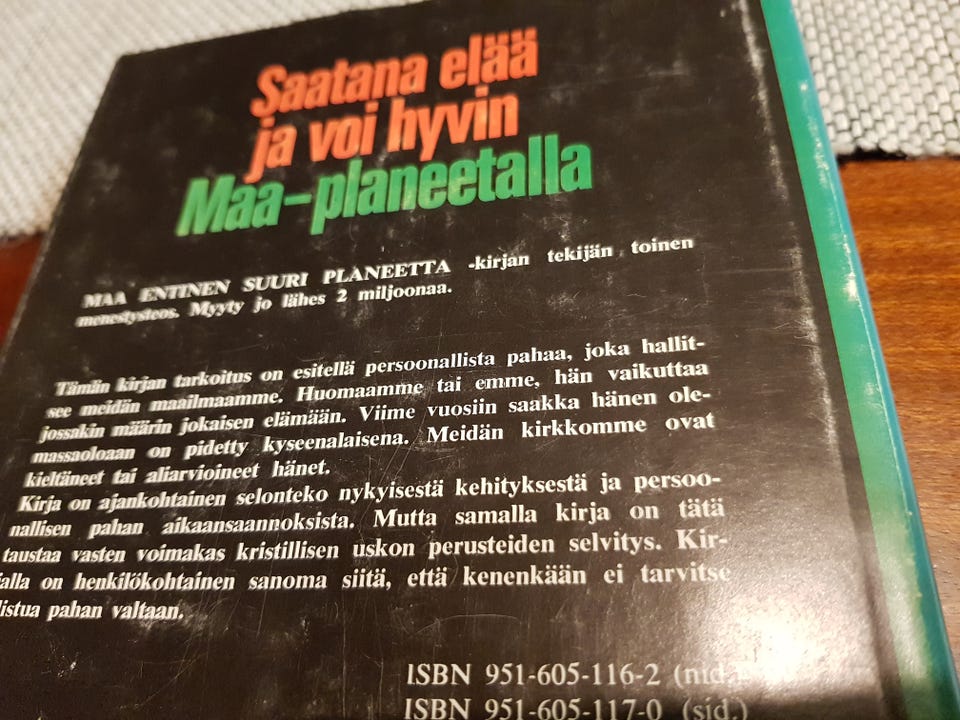 Saatana elää
ja voi hyvin
Maa-planeetalla
MAA ENTINEN SUURI PLANEETTA -kirjan tekijän toinen
menestysteos. Myyty jo lähes 2 miljoonaa.
Tämän kirjan tarkoitus on esitellä persoonallista pahaa, joka hallit-
see meidän maailmaamme. Huomaamme tai emme, hän vaikuttaa
jossakin määrin jokaisen elämään. Viime vuosiin saakka hänen ole-
massaoloaan on pidetty kyseenalaisena. Meidän kirkkomme ovat
kieltäneet tai aliarvioineet hänet.
Kirja on ajankohtainen selonteko nykyisestä kehityksestä ja persoo-
nallisen pahan aikaansaannoksista. Mutta samalla kirja on tätä
taustaa vasten voimakas kristillisen uskon perusteiden selvitys. Kir-
jalla on henkilökohtainen sanoma siitä, että kenenkään ei tarvitse
listua pahan valtaan.
ISBN 951-605-116-2 (nid.)
ISBN 951-605-117-0 (sid.)